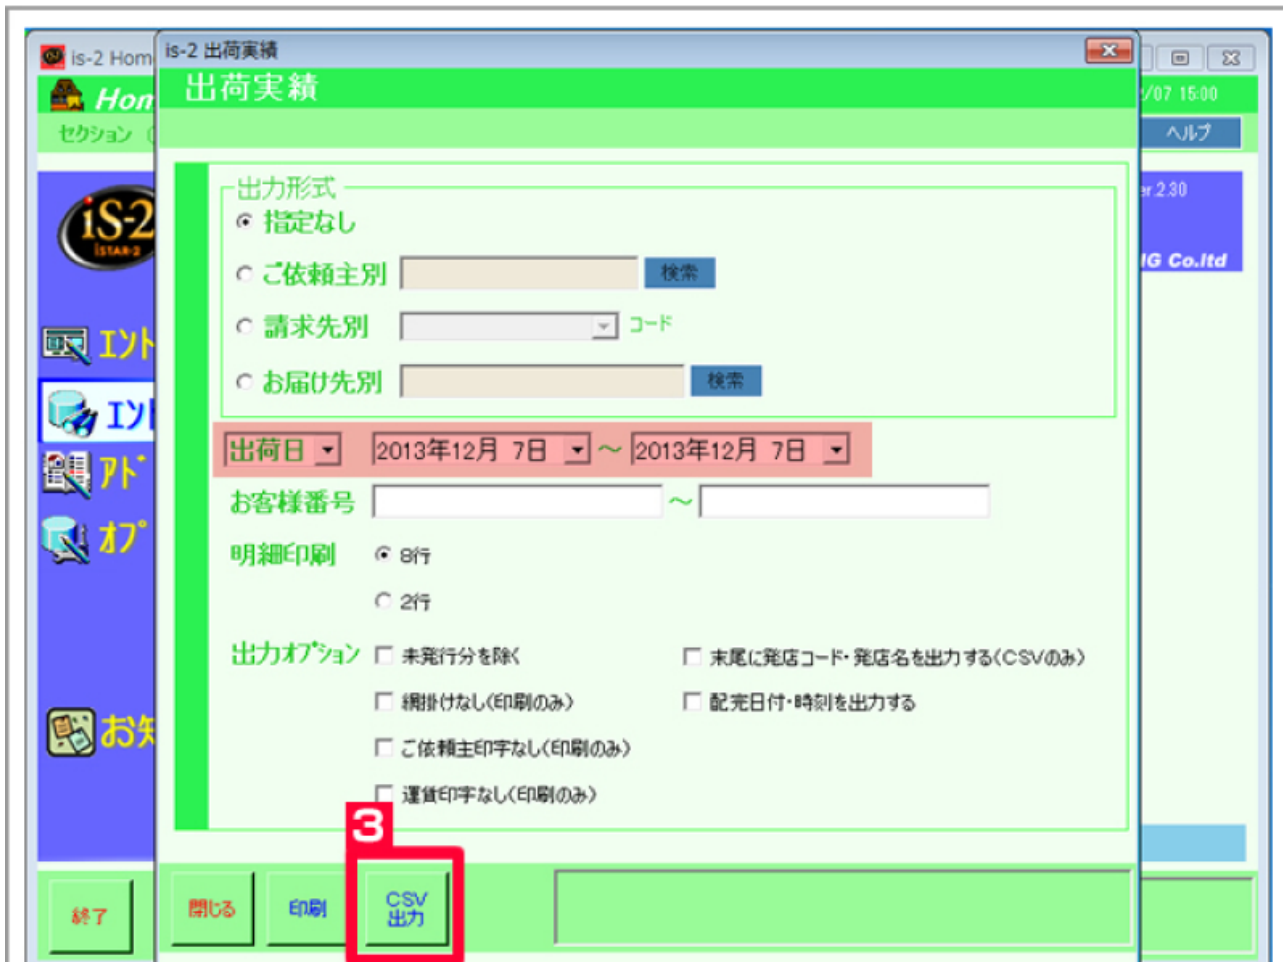 is-2 Hom
is-2 出荷実績
Hom
出荷実績
/07 15:00
セクション
ヘルプ
iS-2
iSTAR-2
er.2.30
IG Co.ltd
出力形式
指定なし
ご依頼主別
検索
請求先別
コード
お届け先別
検索
エント
エント
アド
オプ
お知
出荷日 2013年12月 7日 ～ 2013年12月 7日
お客様番号 ～
明細印刷 8行
2行
出力オプション 未発行分を除く 末尾に発店コード・発店名を出力する(CSVのみ)
網掛けなし(印刷のみ) 配完日付・時刻を出力する
ご依頼主印字なし(印刷のみ)
運賃印字なし(印刷のみ)
3
終了 閉じる 印刷 CSV
出力